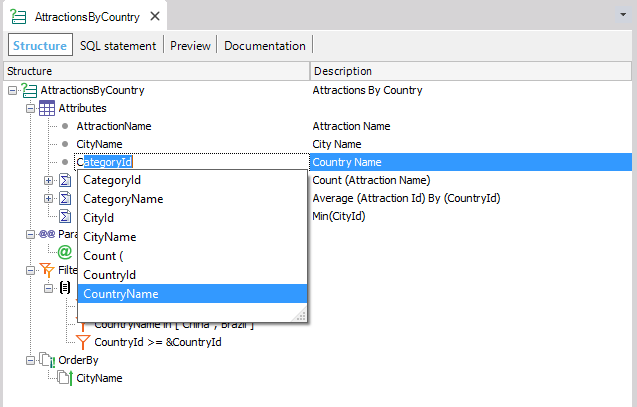 AttractionsByCountry
Structure SQL statement Preview Documentation
Structure Description
AttractionsByCountry Attractions By Country
Attributes
AttractionName Attraction Name
CityName City Name
CategoryId Country Name
CategoryId Count (Attraction Name)
CategoryName Average (Attraction Id) By (CountryId)
CityId Min(CityId)
CityName
Para
Count (
@
CountryId
Filte
CountryName
CountryName in ["China", Brazil"]
CountryId >= &CountryId
OrderBy
CityName